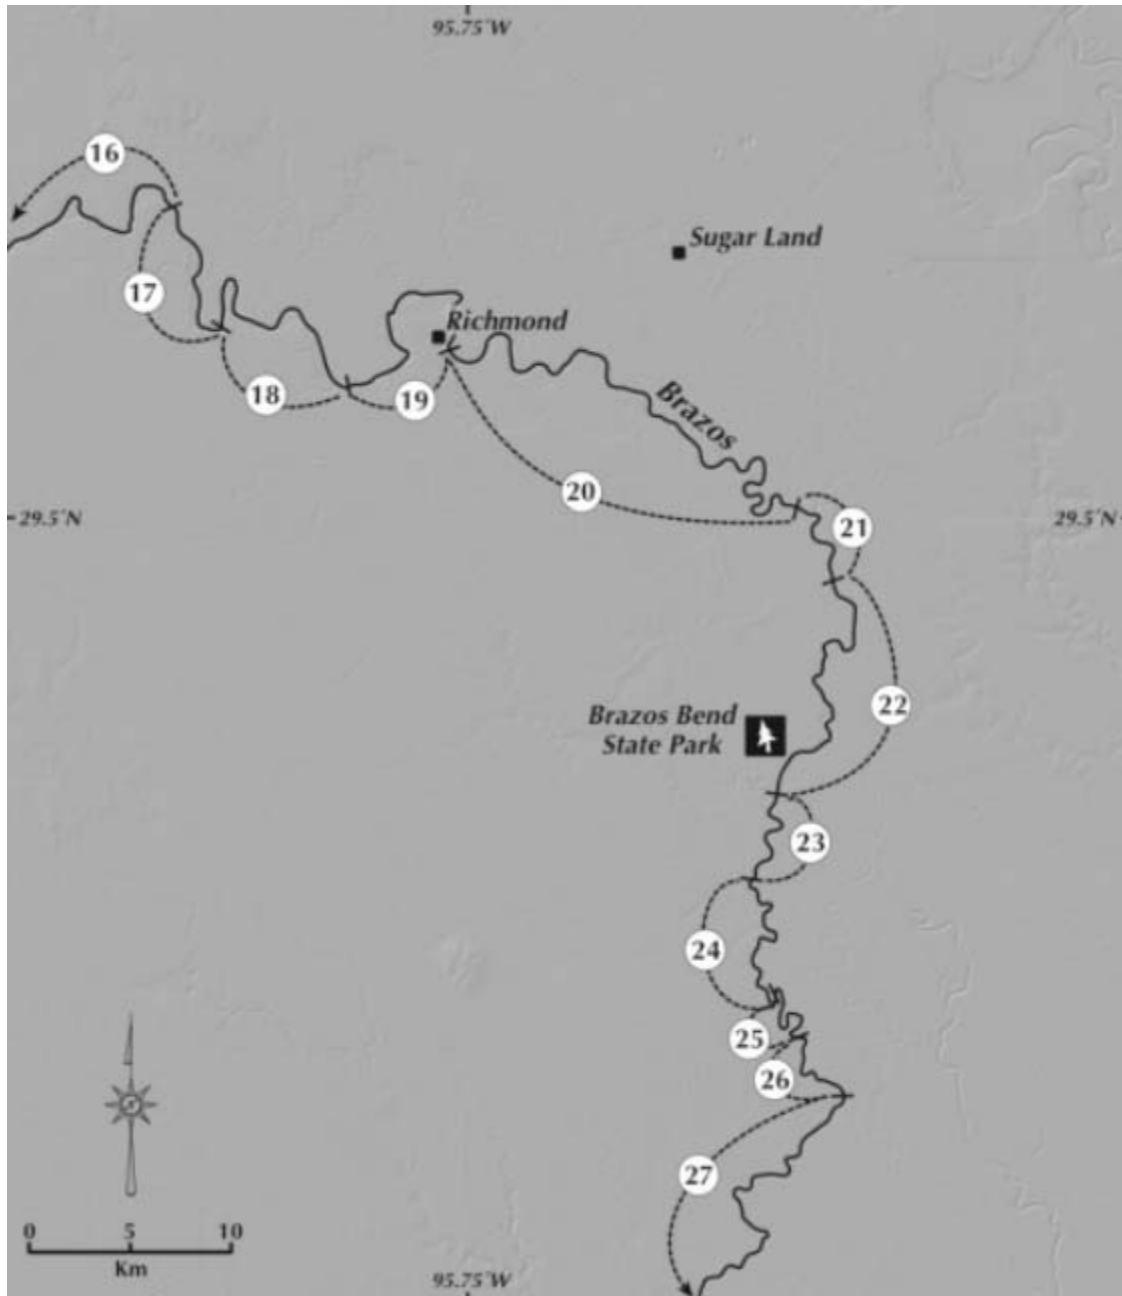 95.75°W
16
Sugar Land
17
Richmond
18
19
Brazos
20
29.5°N
29.5°N
21
22
Brazos Bend
State Park
23
24
25
26
27
0 5 10
Km
95.75°W